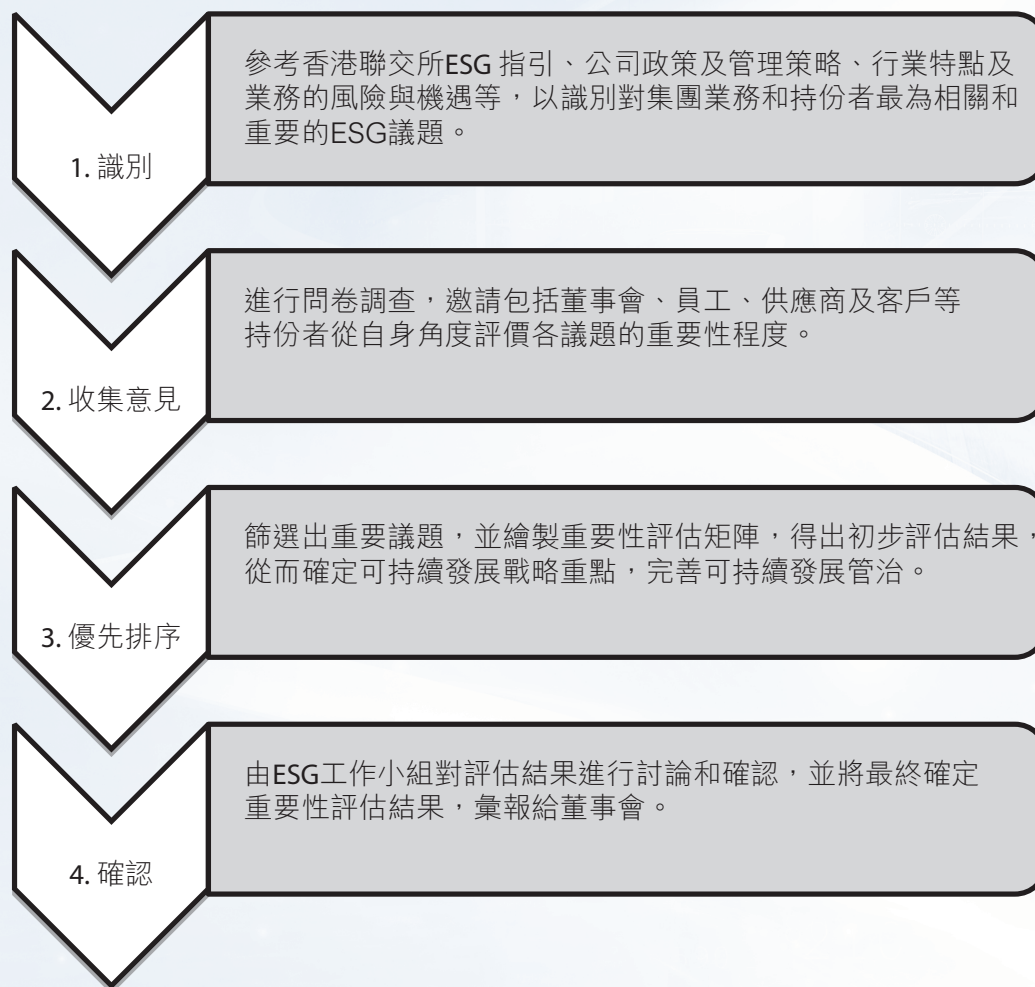 參考香港聯交所ESG 指引、公司政策及管理策略、行業特點及
業務的風險與機遇等，以識別對集團業務和持份者最為相關和
重要的ESG議題。
1. 識別
進行問卷調查，邀請包括董事會、員工、供應商及客戶等
持份者從自身角度評價各議題的重要性程度。
2. 收集意見
篩選出重要議題，並繪製重要性評估矩陣，得出初步評估結果，
從而確定可持續發展戰略重點，完善可持續發展管治。
3. 優先排序
由ESG工作小組對評估結果進行討論和確認，並將最終確定
重要性評估結果，彙報給董事會。
4. 確認